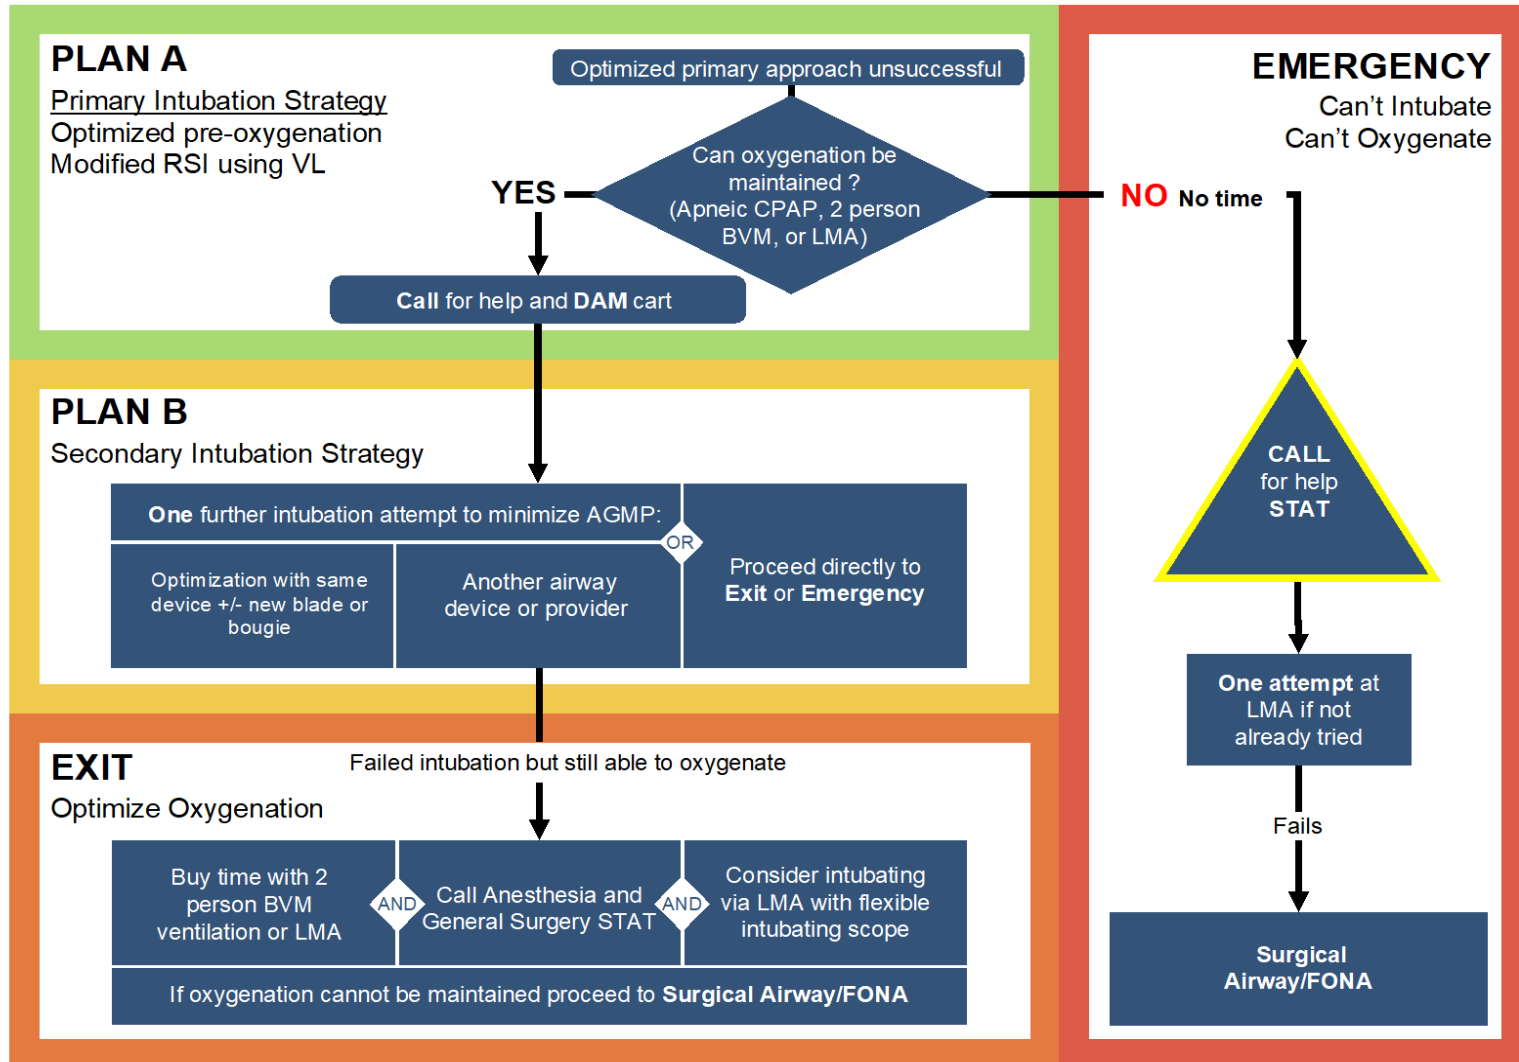 PLAN A
Primary Intubation Strategy
Optimized pre-oxygenation
Modified RSI using VL
Optimized primary approach unsuccessful
Can oxygenation be
maintained ?
(Apneic CPAP, 2 person
BVM, or LMA)
YES
Call for help and DAM cart
PLAN B
Secondary Intubation Strategy
One further intubation attempt to minimize AGMP:
Optimization with same
device +/- new blade or
bougie
Another airway
device or provider
OR
Proceed directly to
Exit or Emergency
EXIT
Optimize Oxygenation
Failed intubation but still able to oxygenate
Buy time with 2
person BVM
ventilation or LMA
AND
Call Anesthesia and
General Surgery STAT
AND
Consider intubating
via LMA with flexible
intubating scope
If oxygenation cannot be maintained proceed to Surgical Airway/FONA
EMERGENCY
Can't Intubate
Can't Oxygenate
NO No time
CALL
for help
STAT
One attempt at
LMA if not
already tried
Fails
Surgical
Airway/FONA